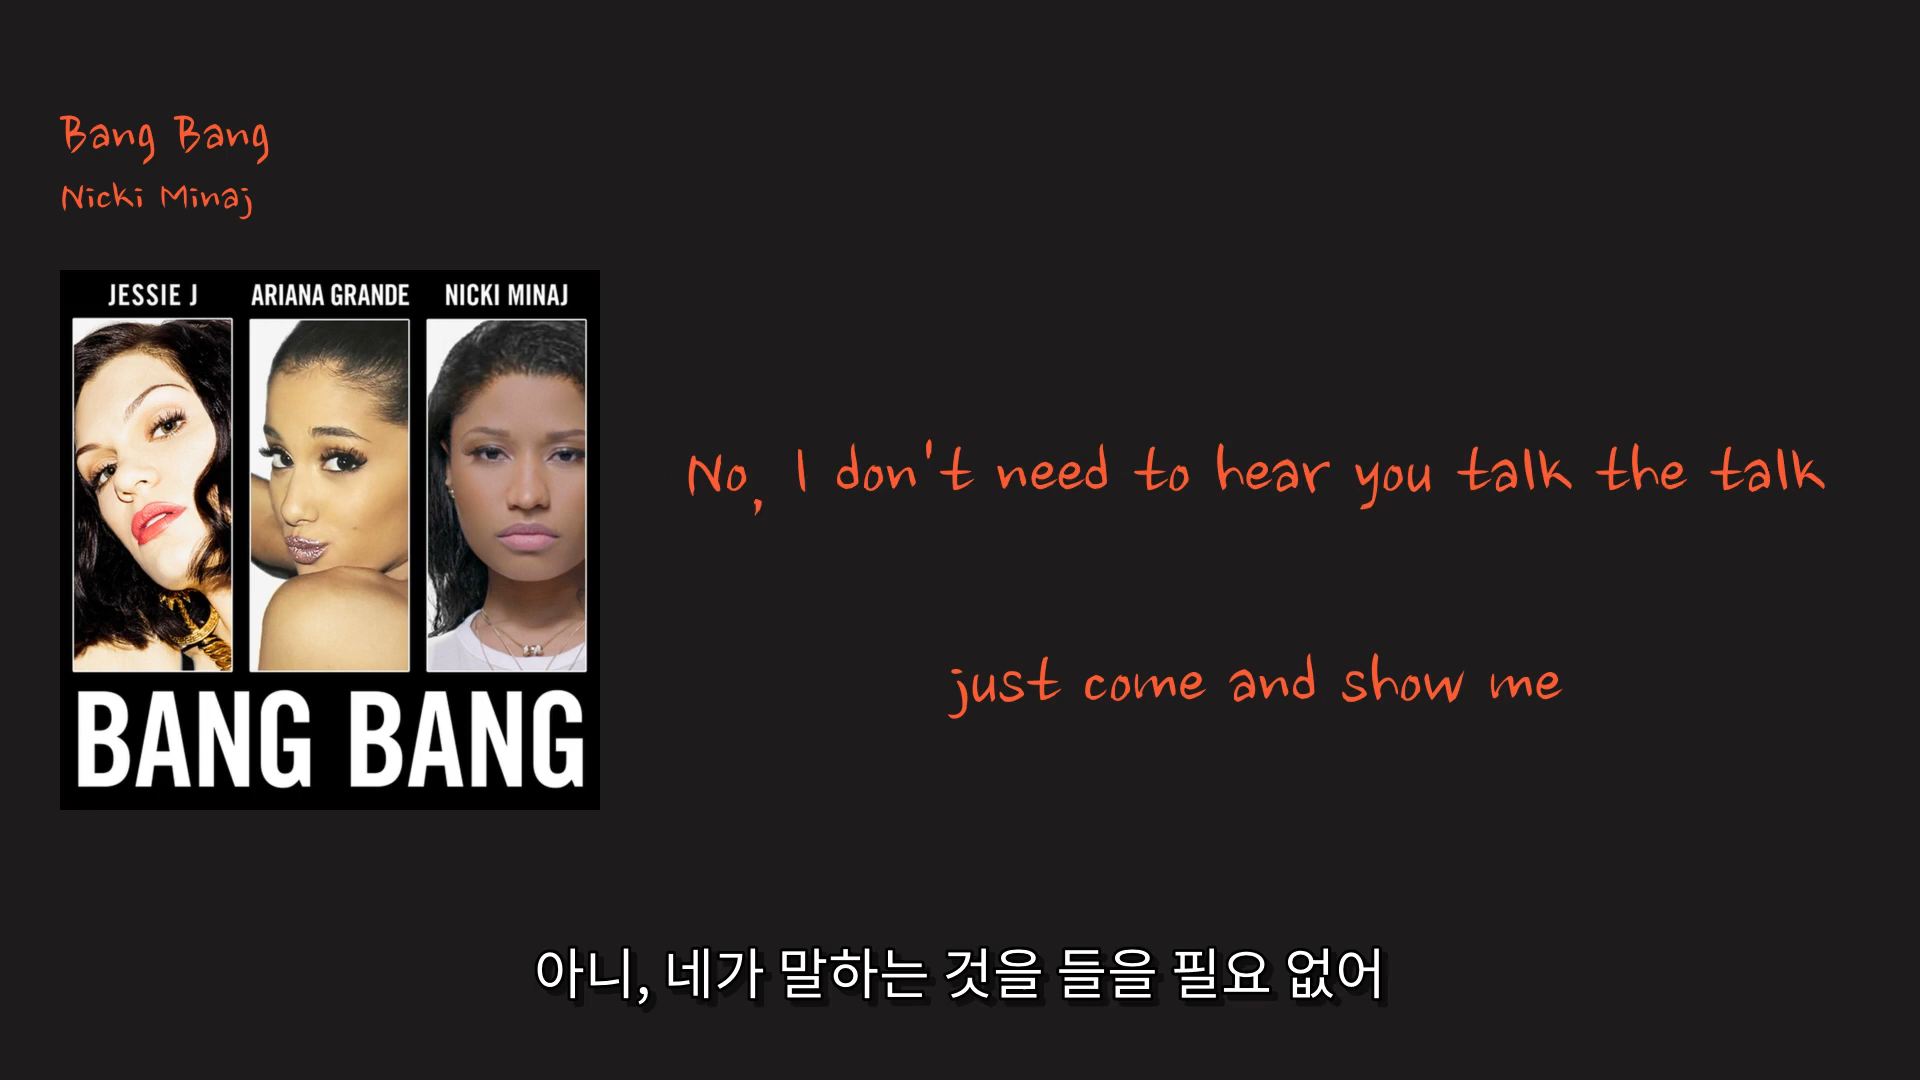 Bang Bang
Nicki Minaj
JESSIE J ARIANA GRANDE NICKI MINAJ
BANG BANG
No, I don't need to hear you talk the talk
just come and show me
아니, 네가 말하는 것을 들을 필요 없어